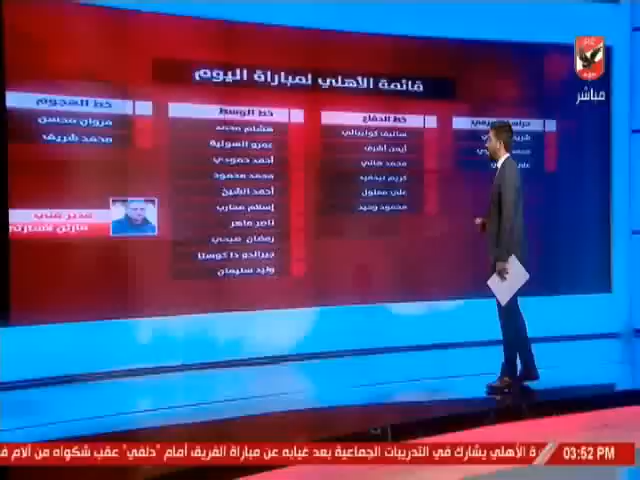 مباشر
قائمة الأهلي لمباراة اليوم
خط الدفاع
ساليف كوليبالي
أيمن أشرف
محمد هاني
كريم نيدفيد
علي معلول
محمود وحيد
خط الوسط
هشام محمد
عمرو السولية
أحمد حمودي
محمد محمود
أحمد الشيخ
إسلام محارب
ناصر ماهر
رمضان صبحي
جيرالدو دا كوستا
وليد سليمان
خط الهجوم
مروان محسن
محمد شريف
مدير فني
مارتن لاسارتي
ة الأهلي يشارك في التدريبات الجماعية بعد غيابه عن مباراة الفريق أمام "دلفي" عقب شكواه من آلام ف
03:52 PM